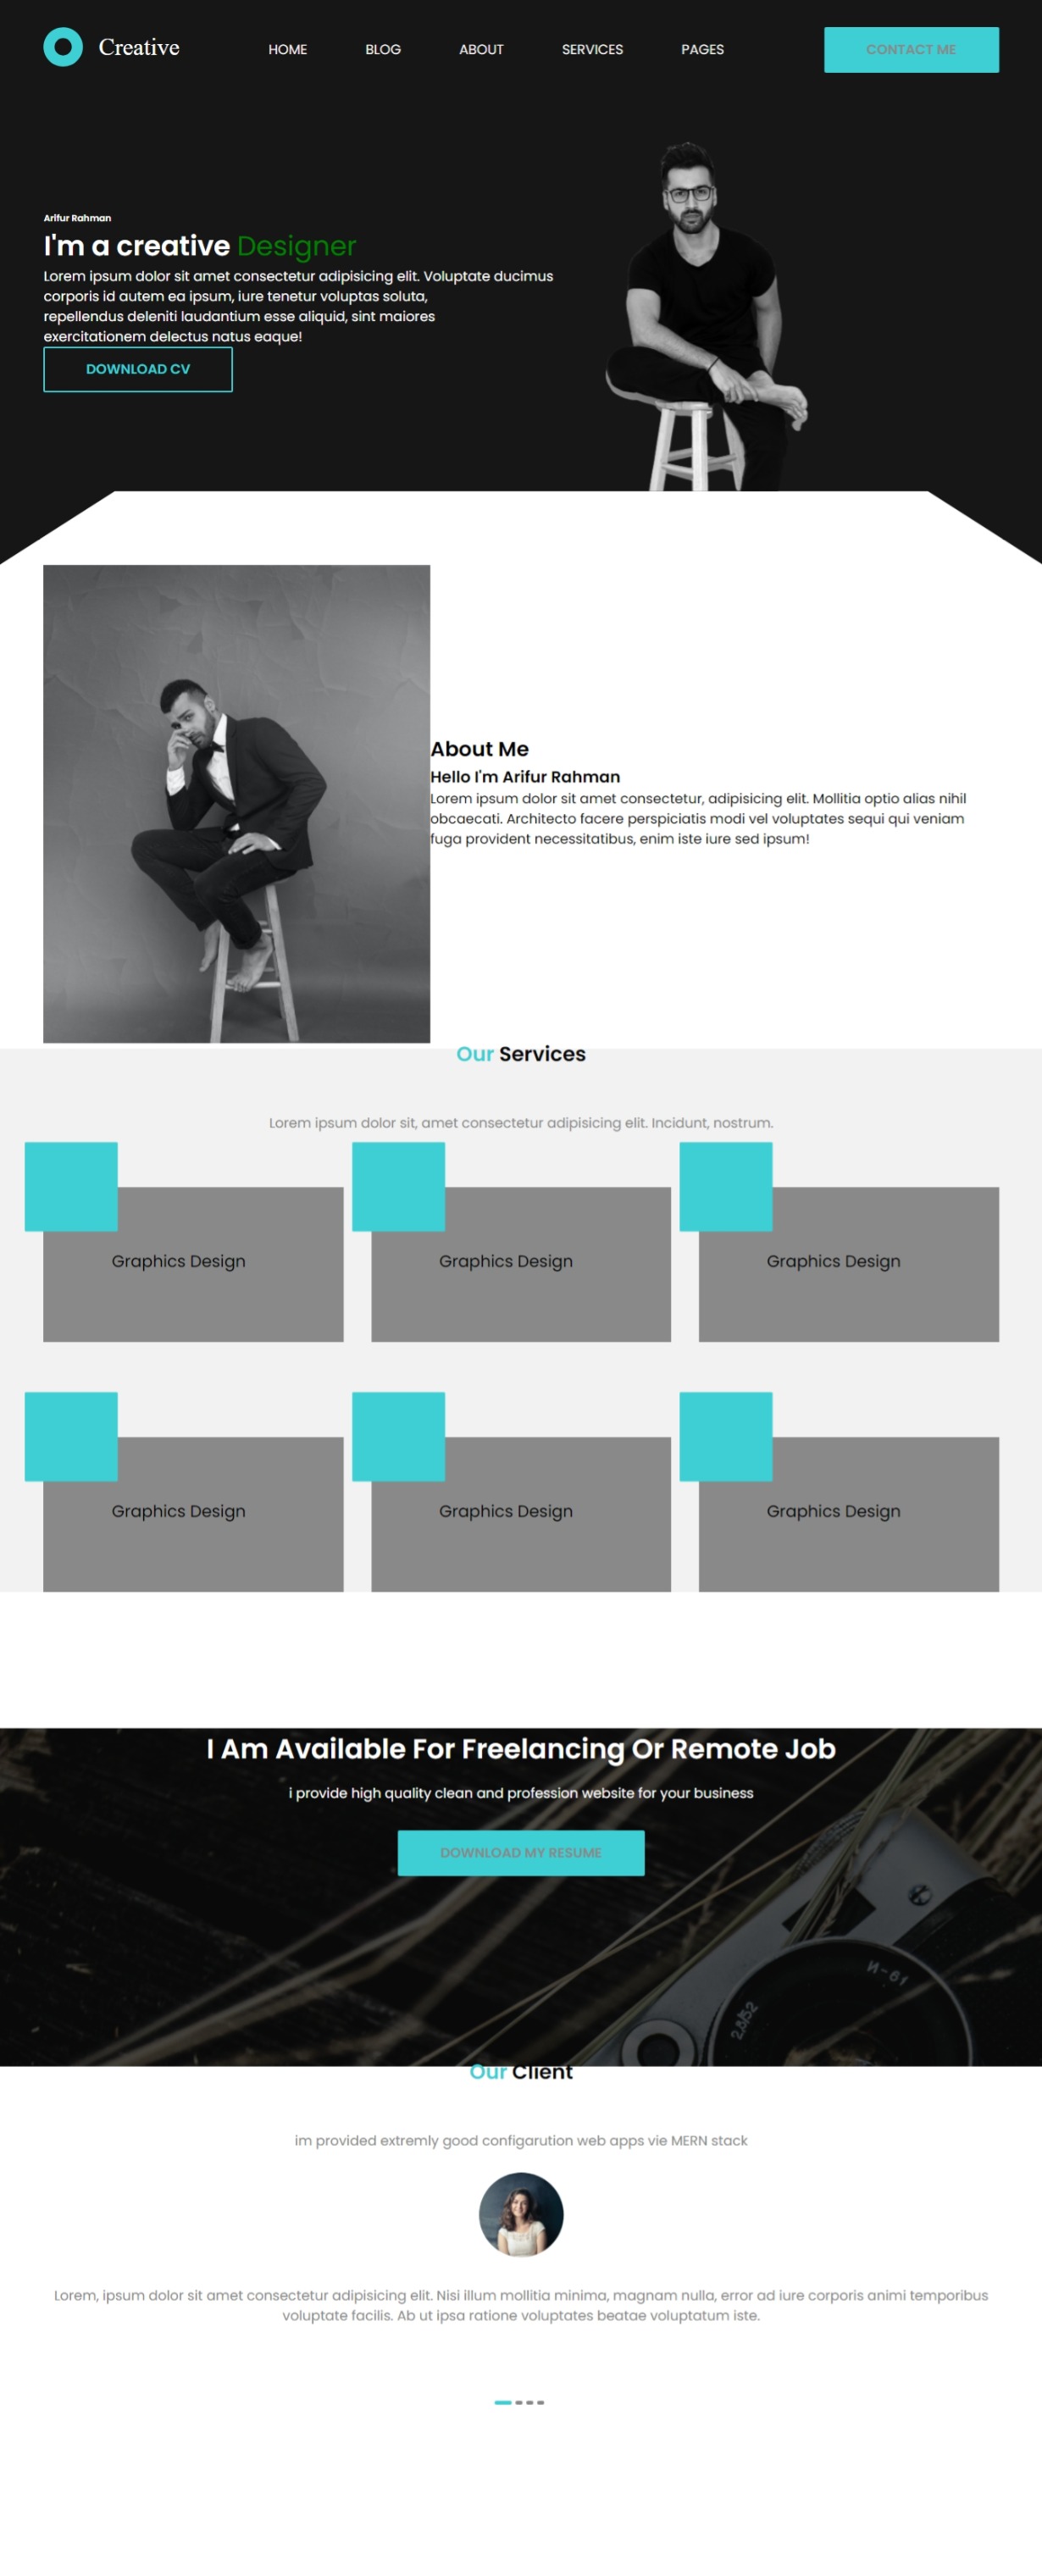 Creative
HOME
BLOG
ABOUT
SERVICES
PAGES
CONTACT ME
Arifur Rahman
I'm a creative Designer
Lorem ipsum dolor sit amet consectetur adipisicing elit. Voluptate ducimus
corporis id autem ea ipsum, iure tenetur voluptas soluta,
repellendus deleniti laudantium esse aliquid, sint maiores
exercitationem delectus natus eaque!
DOWNLOAD CV
About Me
Hello I'm Arifur Rahman
Lorem ipsum dolor sit amet consectetur, adipisicing elit. Mollitia optio alias nihil
obcaecati. Architecto facere perspiciatis modi vel voluptates sequi qui veniam
fuga provident necessitatibus, enim iste iure sed ipsum!
Our Services
Lorem ipsum dolor sit, amet consectetur adipisicing elit. Incidunt, nostrum.
Graphics Design
Graphics Design
Graphics Design
Graphics Design
Graphics Design
Graphics Design
I Am Available For Freelancing Or Remote Job
i provide high quality clean and profession website for your business
DOWNLOAD MY RESUME
И-61
2,8/52
Our Client
im provided extremly good configarution web apps vie MERN stack
Lorem, ipsum dolor sit amet consectetur adipisicing elit. Nisi illum mollitia minima, magnam nulla, error ad iure corporis animi temporibus
voluptate facilis. Ab ut ipsa ratione voluptates beatae voluptatum iste.